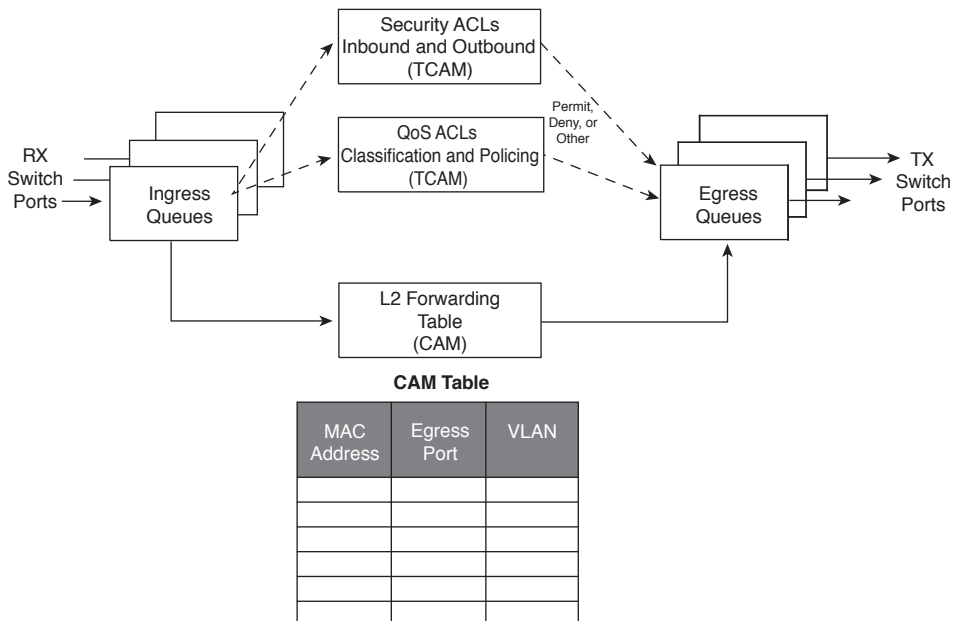 Security ACLs
Inbound and Outbound
(TCAM)
Permit,
Deny, or
Other
QoS ACLs
Classification and Policing
(TCAM)
RX
Switch
Ports
Ingress
Queues
Egress
Queues
TX
Switch
Ports
L2 Forwarding
Table
(CAM)
CAM Table
MAC
Address
Egress
Port
VLAN